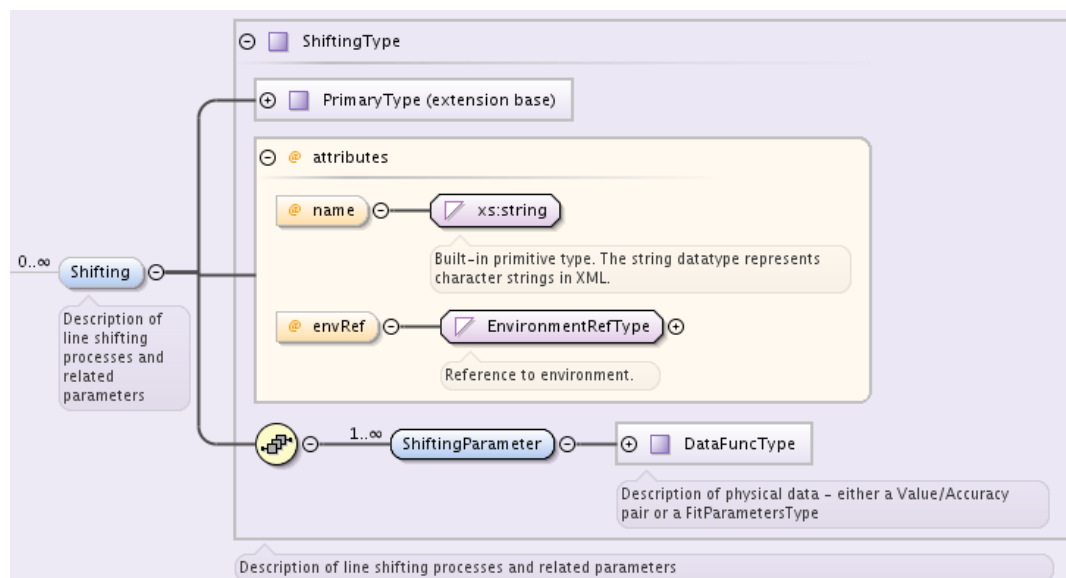 ShiftingType
PrimaryType (extension base)
@ attributes
@ name
xs:string
Built-in primitive type. The string datatype represents
character strings in XML.
0..∞
Shifting
Description of
line shifting
processes and
related
parameters
@ envRef
EnvironmentRefType
Reference to environment.
1..∞
ShiftingParameter
DataFuncType
Description of physical data – either a Value/Accuracy
pair or a FitParametersType
Description of line shifting processes and related parameters